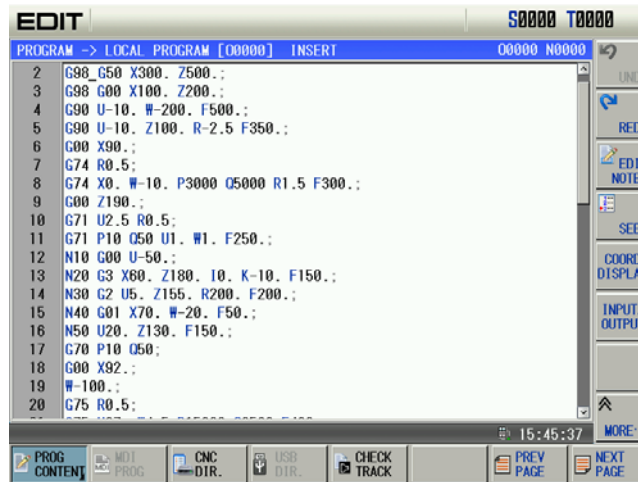 EDIT
S0000 T0000
PROGRAM -> LOCAL PROGRAM [O0000] INSERT O0000 N0000
2 G98_G50 X300. Z500.;
3 G98 G00 X100. Z200.;
4 G90 U-10. W-200. F500.;
5 G90 U-10. Z100. R-2.5 F350.;
6 G00 X90.;
7 G74 R0.5;
8 G74 X0. W-10. P3000 Q5000 R1.5 F300.;
9 G00 Z190.;
10 G71 U2.5 R0.5;
11 G71 P10 Q50 U1. W1. F250.;
12 N10 G00 U-50.;
13 N20 G3 X60. Z180. I0. K-10. F150.;
14 N30 G2 U5. Z155. R200. F200.;
15 N40 G01 X70. W-20. F50.;
16 N50 U20. Z130. F150.;
17 G70 P10 Q50;
18 G00 X92.;
19 W-100.;
20 G75 R0.5;
UN
RED
EDI
NOTE
SEE
COORD
DISPLA
INPUT
OUTPU
MORE
15:45:37
PROG
CONTENT
MDI
PROG
CNC
DIR.
USB
DIR.
CHECK
TRACK
PREV
PAGE
NEXT
PAGE